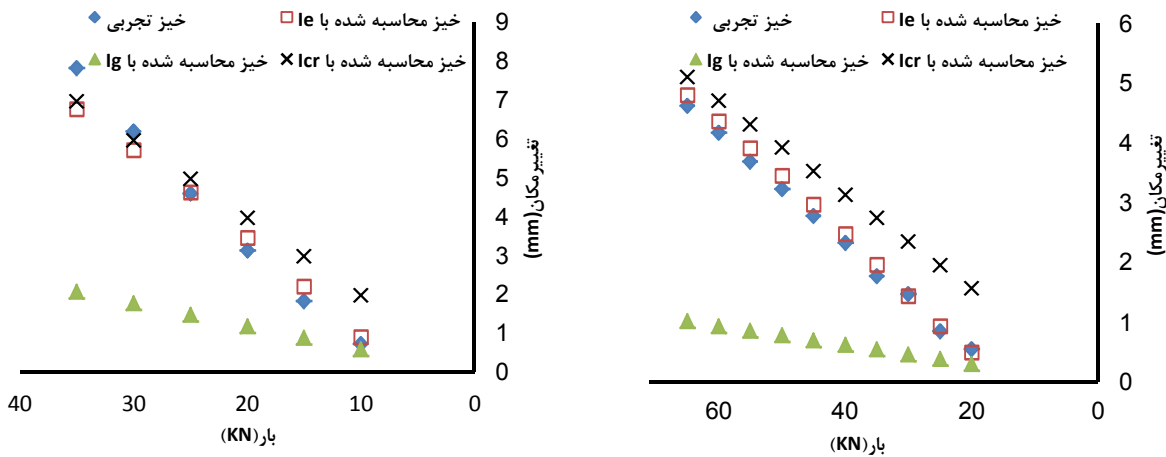 خیز تجربی
خیز محاسبه شده با Ie
خیز محاسبه شده با Ig
خیز محاسبه شده با Icr
9
8
7
6
5
4
3
2
1
0
تغییرمکان(mm)
40 30 20 10 0
بار(KN)
خیز تجربی
خیز محاسبه شده با Ie
خیز محاسبه شده با Ig
خیز محاسبه شده با Icr
6
5
4
3
2
1
0
تغییرمکان(mm)
60 40 20 0
بار(KN)